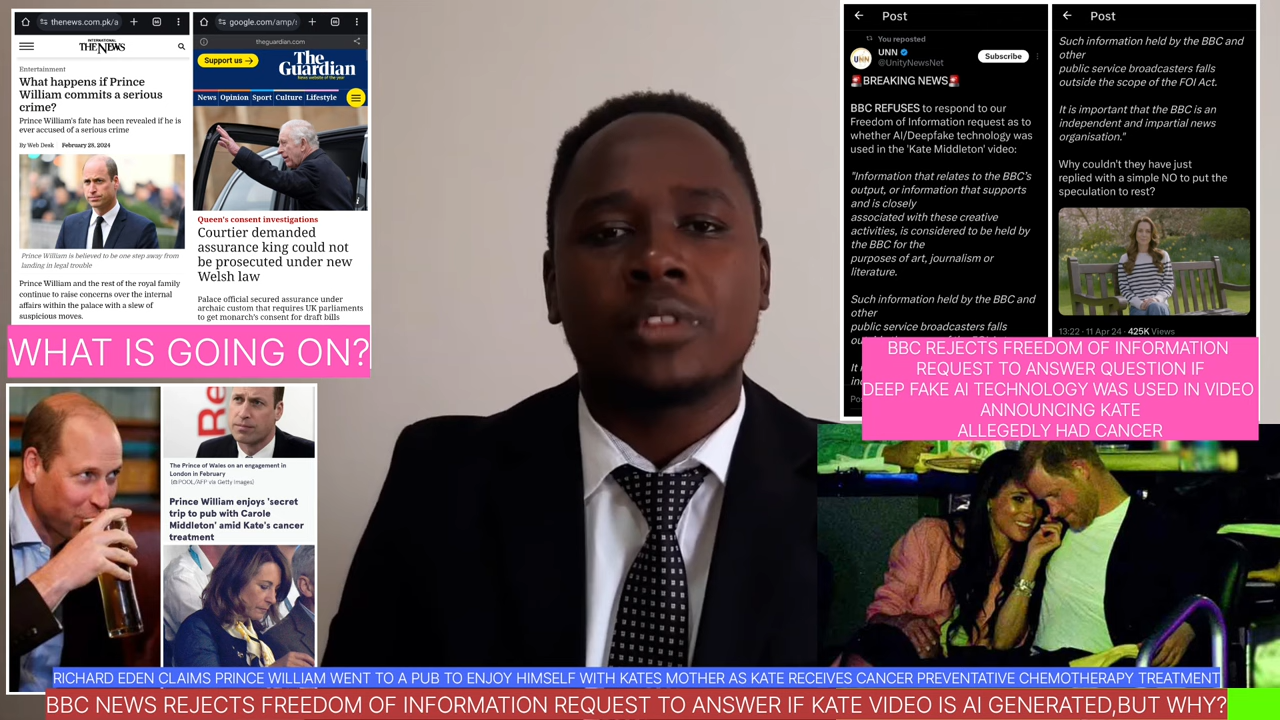 thenews.com.pk/a
INTERNATIONAL
THE NEWS
Entertainment
What happens if Prince
William commits a serious
crime?
Prince William's fate has been revealed if he is
ever accused of a serious crime
By Web Desk February 28, 2024
Prince William is believed to be one step away from
landing in legal trouble
Prince William and the rest of the royal family
continue to raise concerns over the internal
affairs within the palace with a slew of
suspicious moves.
google.com/amp/s
theguardian.com
Support us →
The
Guardian
News Opinion Sport Culture Lifestyle
Queen's consent investigations
Courtier demanded
assurance king could not
be prosecuted under new
Welsh law
Palace official secured assurance under
archaic custom that requires UK parliaments
to get monarch's consent for draft bills
WHAT IS GOING ON?
Re
The Prince of Wales on an engagement in
London in February
(@POOL/AFP via Getty Images)
Prince William enjoys 'secret
trip to pub with Carole
Middleton' amid Kate's cancer
treatment
Post
You reposted
UNN
@UnityNewsNet
Subscribe
🚨BREAKING NEWS🚨
BBC REFUSES to respond to our
Freedom of Information request as to
whether AI/Deepfake technology was
used in the 'Kate Middleton' video:
"Information that relates to the BBC's
output, or information that supports
and is closely
associated with these creative
activities, is considered to be held by
the BBC for the
purposes of art, journalism or
literature.
Such information held by the BBC and
other
public service broadcasters falls
Post
Such information held by the BBC and
other
public service broadcasters falls
outside the scope of the FOI Act.
It is important that the BBC is an
independent and impartial news
organisation."
Why couldn't they have just
replied with a simple NO to put the
speculation to rest?
13:22 · 11 Apr 24 · 425K Views
BBC REJECTS FREEDOM OF INFORMATION
REQUEST TO ANSWER QUESTION IF
DEEP FAKE AI TECHNOLOGY WAS USED IN VIDEO
ANNOUNCING KATE
ALLEGEDLY HAD CANCER
RICHARD EDEN CLAIMS PRINCE WILLIAM WENT TO A PUB TO ENJOY HIMSELF WITH KATES MOTHER AS KATE RECEIVES CANCER PREVENTATIVE CHEMOTHERAPY TREATMENT
BBC NEWS REJECTS FREEDOM OF INFORMATION REQUEST TO ANSWER IF KATE VIDEO IS AI GENERATED,BUT WHY?